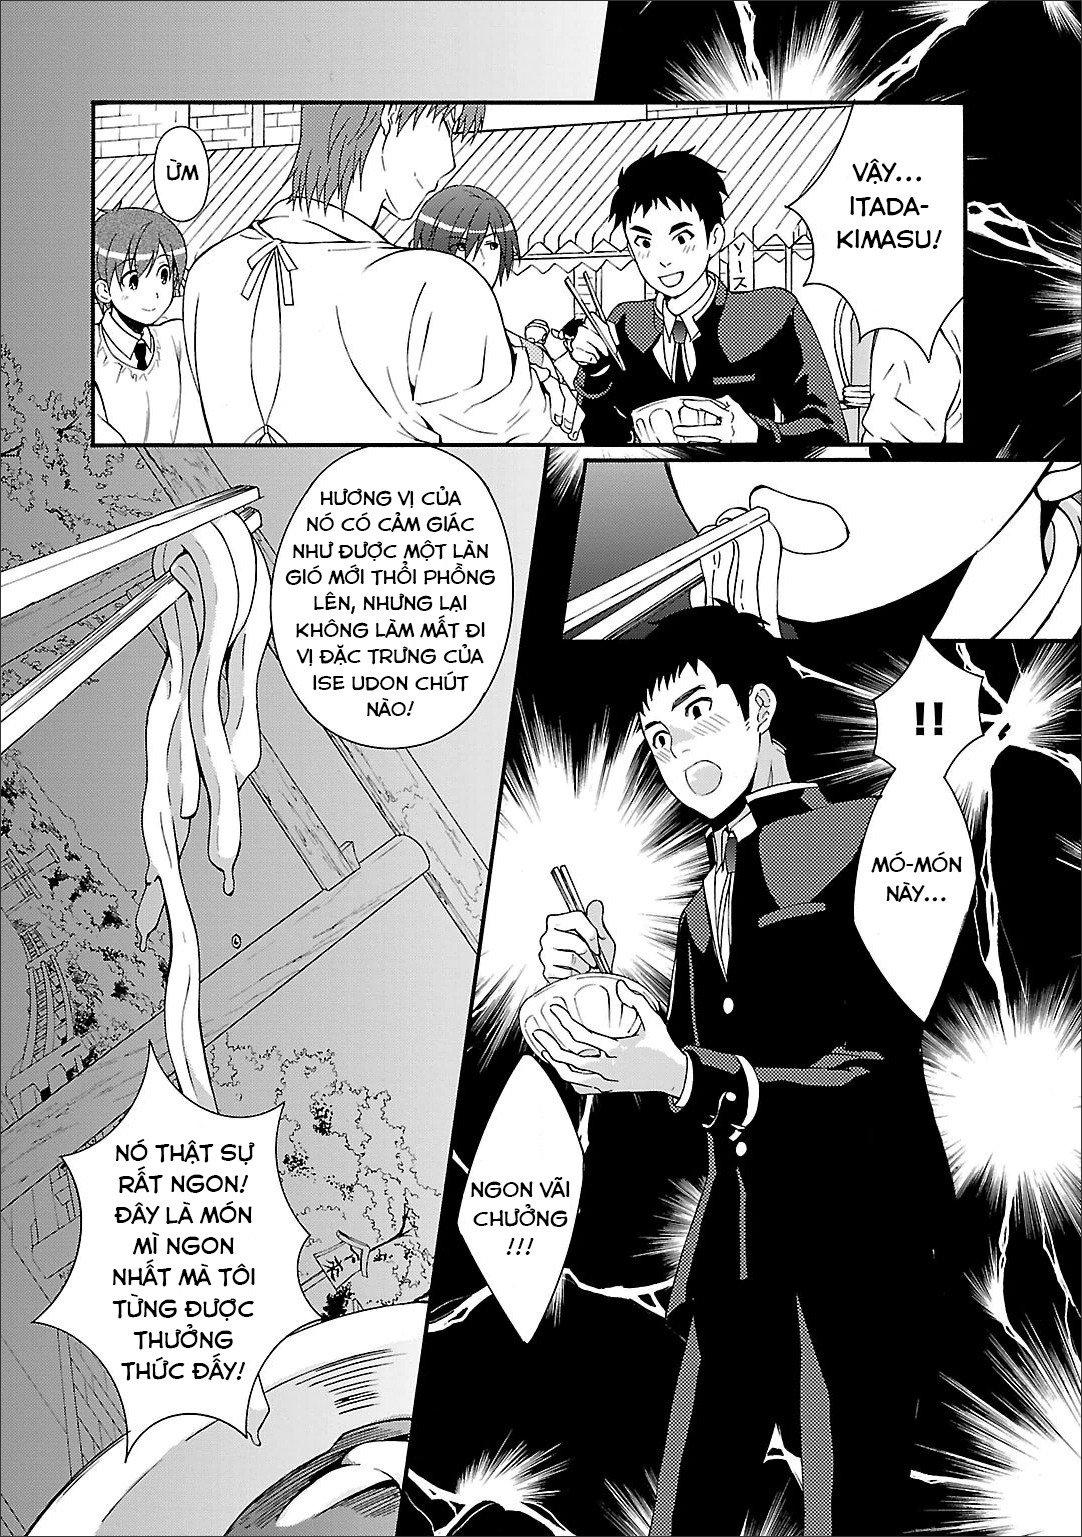 VẬY...
ITADA-
KIMASU!
ỪM
ソース
!!
MÓ-MÓN
NÀY...
NGON VÃI
CHƯỞNG
!!!
HƯƠNG VỊ CỦA
NÓ CÓ CẢM GIÁC
NHƯ ĐƯỢC MỘT LÀN
GIÓ MỚI THỔI PHỒNG
LÊN, NHƯNG LẠI
KHÔNG LÀM MẤT ĐI
VỊ ĐẶC TRƯNG CỦA
ISE UDON CHÚT
NÀO!
NÓ THẬT SỰ
RẤT NGON!
ĐÂY LÀ MÓN
MÌ NGON
NHẤT MÀ TÔI
TỪNG ĐƯỢC
THƯỞNG
THỨC ĐẤY!